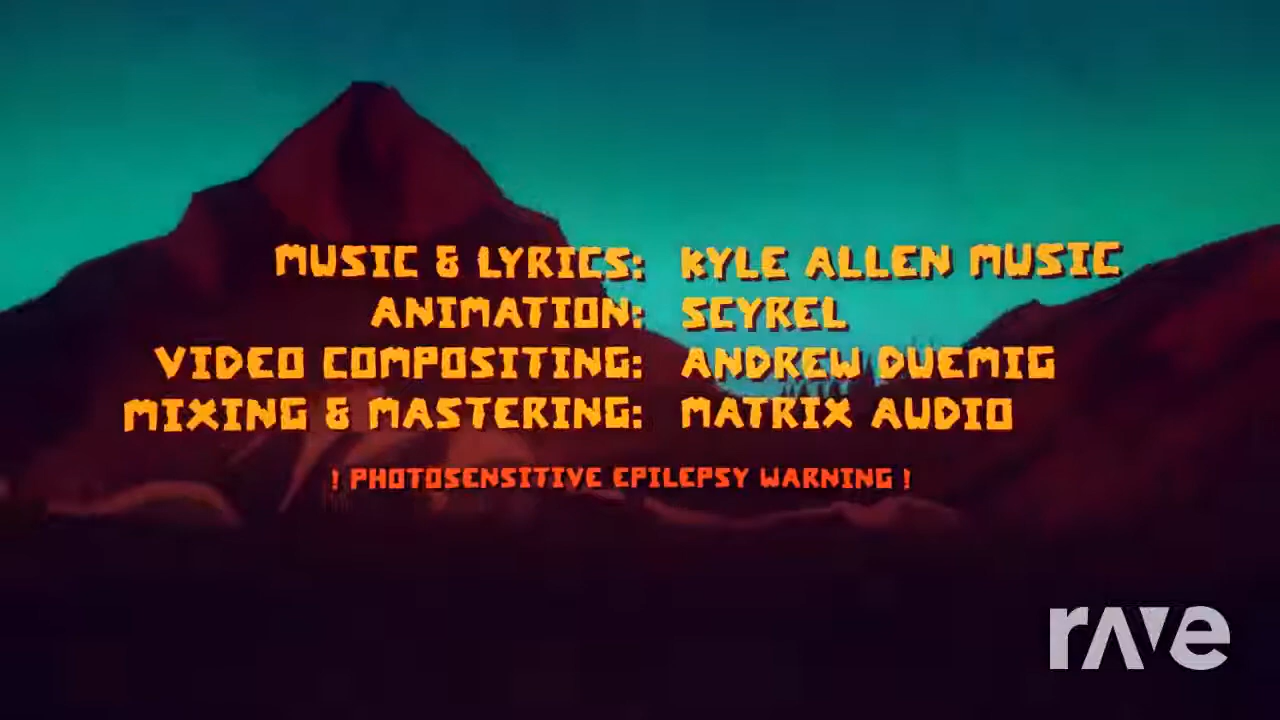 MUSIC & LYRICS: KYLE ALLEN MUSIC
ANIMATION: SCYREL
VIDEO COMPOSITING: ANDREW DUEMIG
MIXING & MASTERING: MATRIX AUDIO
! PHOTOSENSITIVE EPILEPSY WARNING !
rave